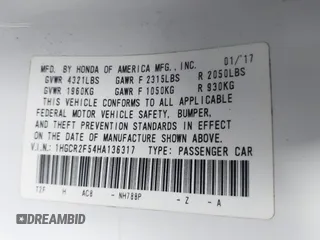 MFD. BY HONDA OF AMERICA MFG., INC. 01/'17
GVWR 4321LBS GAWR F 2315LBS R 2050LBS
GVWR 1960KG GAWR F 1050KG R 930KG
THIS VEHICLE CONFORMS TO ALL APPLICABLE
FEDERAL MOTOR VEHICLE SAFETY, BUMPER,
AND THEFT PREVENTION STANDARDS IN EFFECT
ON THE DATE OF MANUFACTURE SHOWN ABOVE.
V.I.N.: 1HGCR2F54HA136317 TYPE: PASSENGER CAR
T2F H AC8 - NH788P - Z - A
DREAMBID DREAMBID.COM